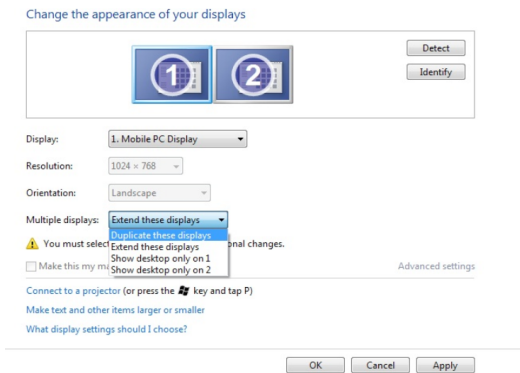 Change the appearance of your displays
1 2
Detect
Identify
Display: 1. Mobile PC Display
Resolution: 1024 × 768
Orientation: Landscape
Multiple displays: Extend these displays
Duplicate these displays
You must select onal changes.
Extend these displays
Show desktop only on 1
Make this my ma Advanced settings
Show desktop only on 2
Connect to a projector (or press the key and tap P)
Make text and other items larger or smaller
What display settings should I choose?
OK Cancel Apply